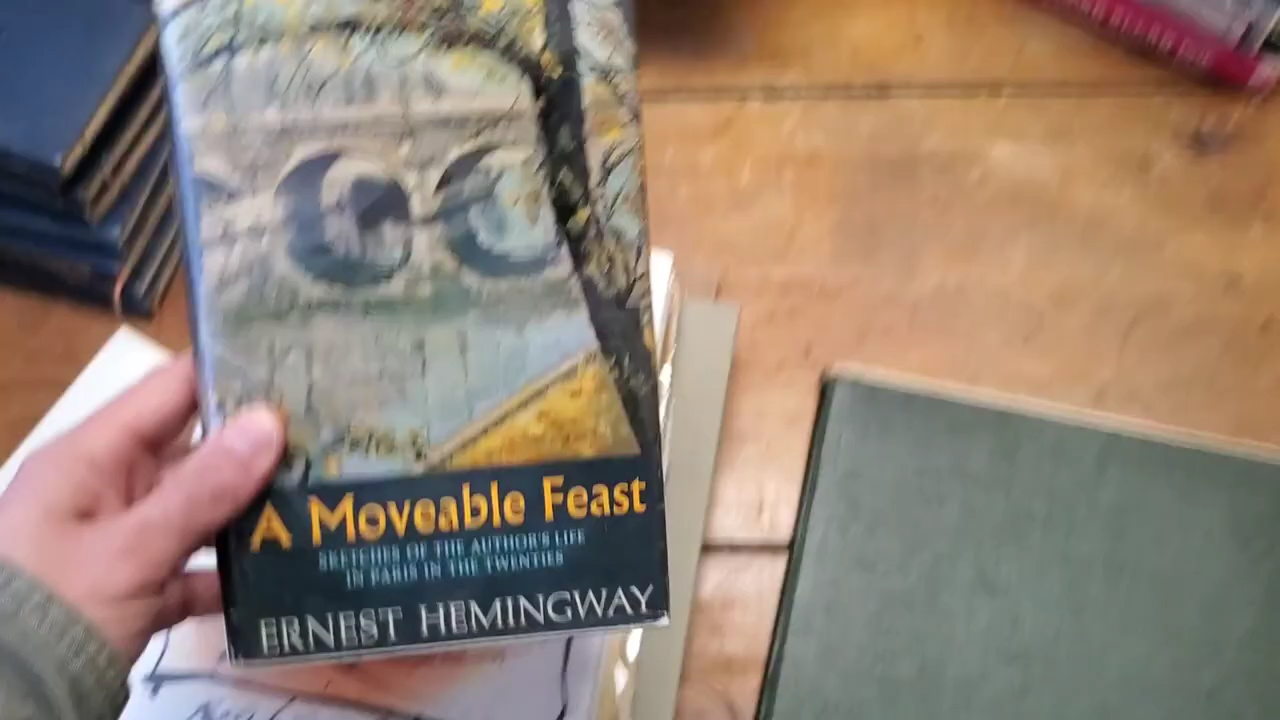 A Moveable Feast
SKETCHES OF THE AUTHOR'S LIFE
IN PARIS IN THE TWENTIES
ERNEST HEMINGWAY